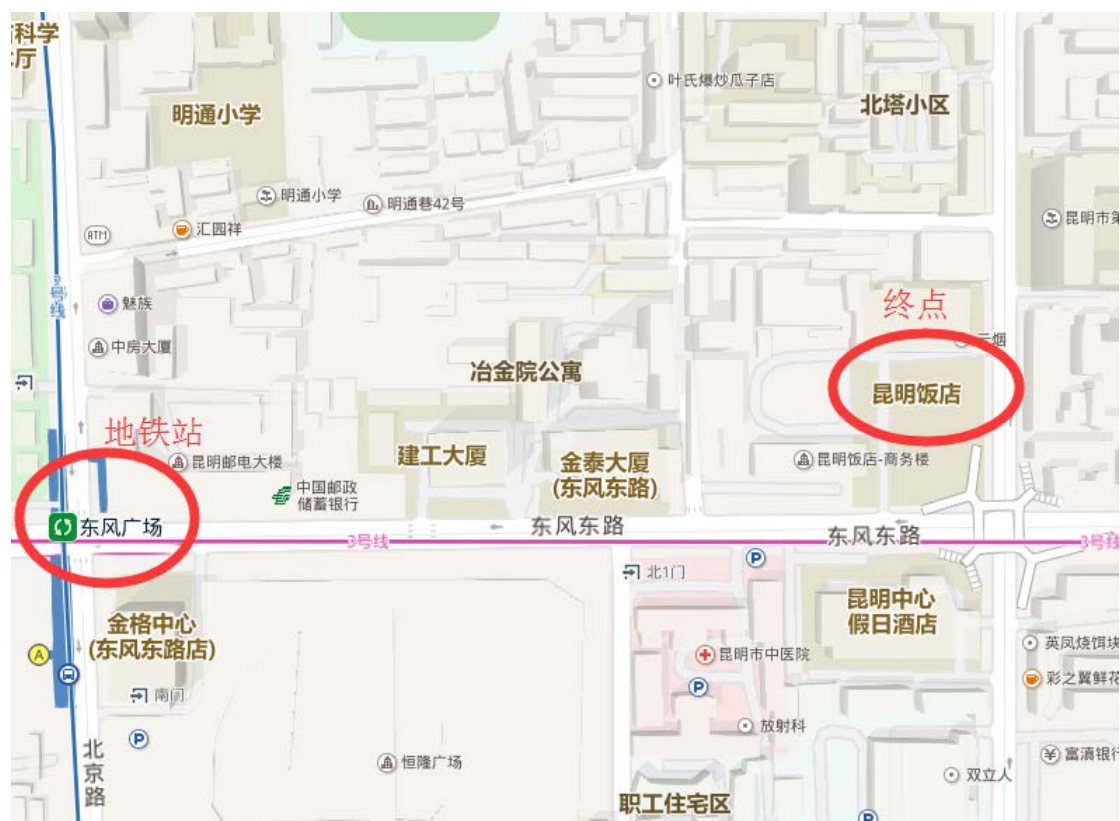 科学
厅
明通小学
叶氏爆炒瓜子店
北塔小区
明通小学
明通巷42号
汇园祥
ATM
昆明市
2号线
魅族
中房大厦
终点
云烟
冶金院公寓
昆明饭店
地铁站
昆明邮电大楼
建工大厦
金泰大厦
(东风东路)
昆明饭店-商务楼
中国邮政
储蓄银行
东风广场
东风东路
东风东路
3号线
3号线
P
北1门
金格中心
(东风东路店)
昆明中心
假日酒店
A
昆明市中医院
英凤烧饵块
南门
P
彩之翼鲜花
P
放射科
北京路
恒隆广场
富滇银行
双立人
职工住宅区
P